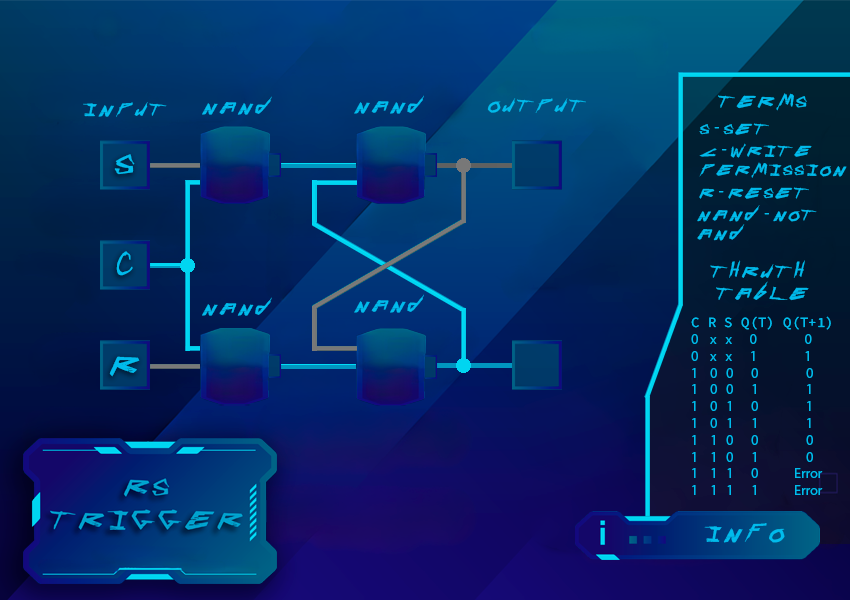 INPUT NANd NANd OUTPUT
S
C
R
NANd NANd
RS
TRIGGER
TERMS
S-SET
C-WRITE
PERMISSION
R-RESET
NANd-NOT
ANd
THRUTH
TAbLE
C R S Q(T) Q(T+1)
0 x x 0 0
0 x x 1 1
1 0 0 0 0
1 0 0 1 1
1 0 1 0 1
1 0 1 1 1
1 1 0 0 0
1 1 0 1 0
1 1 1 0 Error
1 1 1 1 Error
i INFO